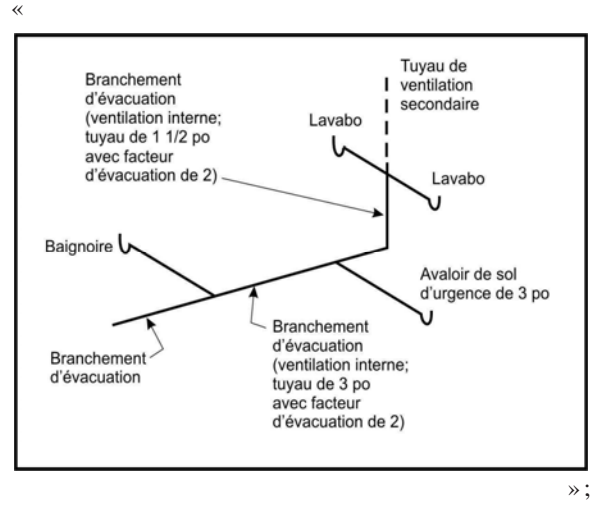 «
Branchement
d'évacuation
(ventilation interne;
tuyau de 1 1/2 po
avec facteur
d'évacuation de 2)
Tuyau de
ventilation
secondaire
Lavabo
Lavabo
Baignoire
Avaloir de sol
d'urgence de 3 po
Branchement
d'évacuation
Branchement
d'évacuation
(ventilation interne;
tuyau de 3 po
avec facteur
d'évacuation de 2)
» ;